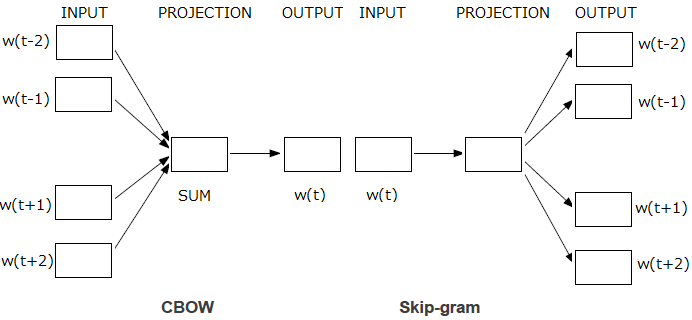 INPUT PROJECTION OUTPUT INPUT PROJECTION OUTPUT
w(t-2) w(t-2)
w(t-1) w(t-1)
SUM w(t) w(t)
w(t+1) w(t+1)
w(t+2) w(t+2)
CBOW Skip-gram